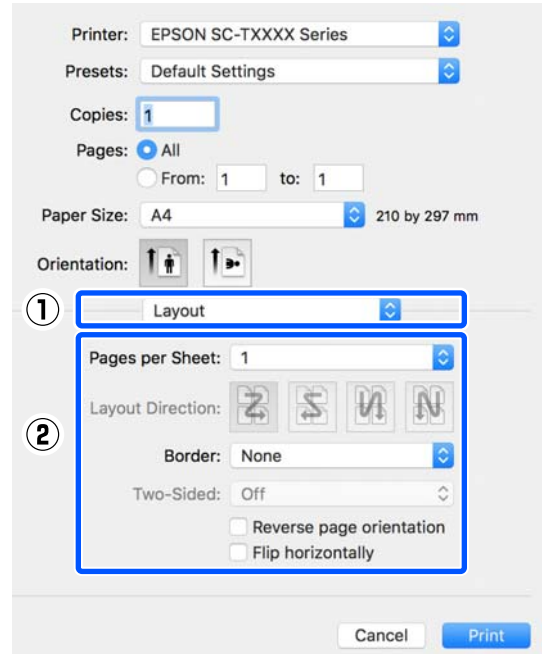 Printer: EPSON SC-TXXXX Series
Presets: Default Settings
Copies: 1
Pages: All
From: 1 to: 1
Paper Size: A4 210 by 297 mm
Orientation:
① Layout
② Pages per Sheet: 1
Layout Direction:
Border: None
Two-Sided: Off
Reverse page orientation
Flip horizontally
Cancel Print